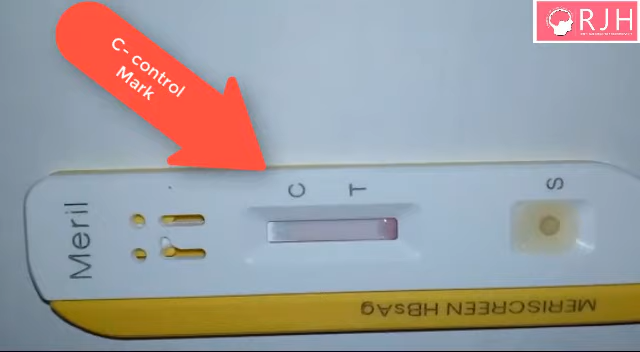 RJH
C- control
Mark
C
T
S
Meril
MERISCREEN HBsAg